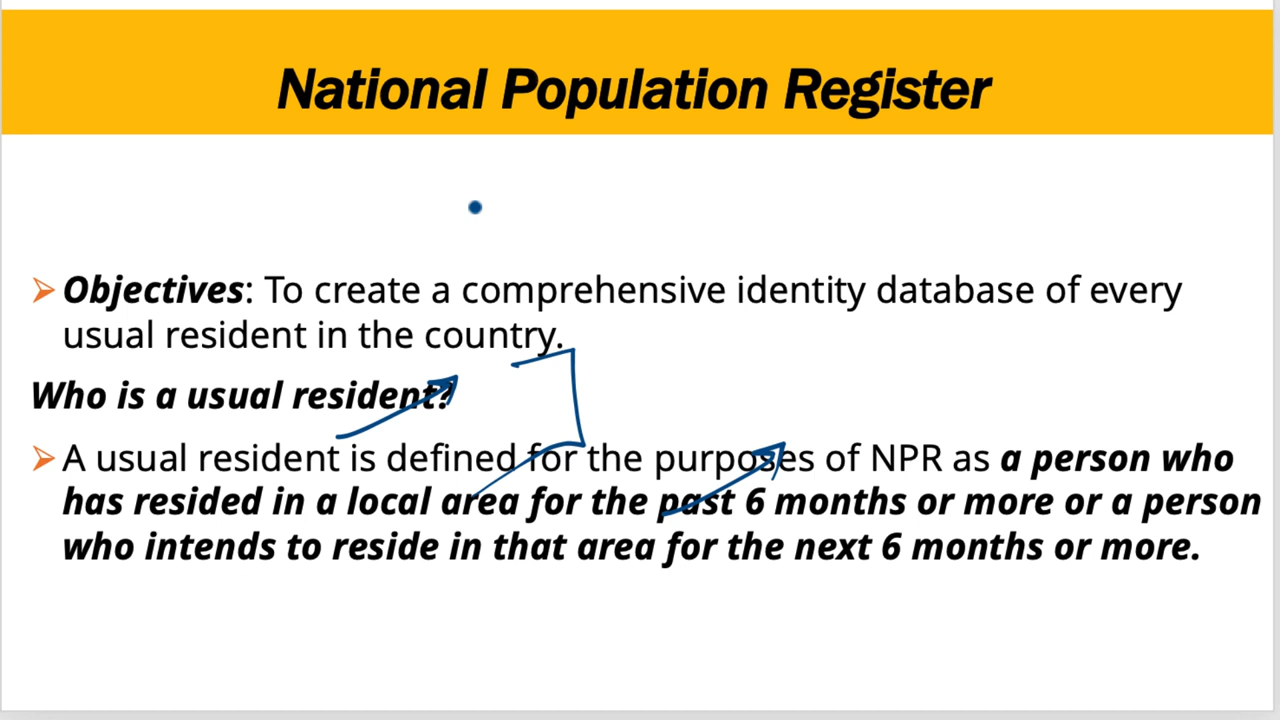 National Population Register
Objectives: To create a comprehensive identity database of every
usual resident in the country.
Who is a usual resident?
A usual resident is defined for the purposes of NPR as a person who
has resided in a local area for the past 6 months or more or a person
who intends to reside in that area for the next 6 months or more.